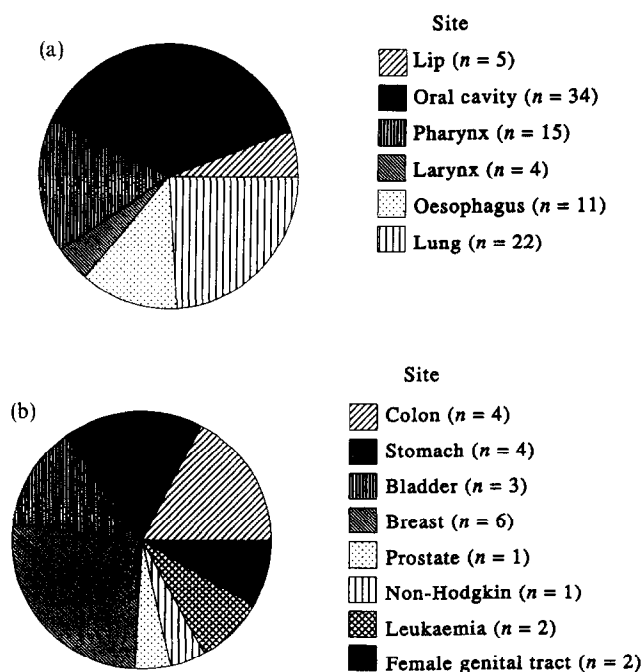 (a)
Site
Lip (n = 5)
Oral cavity (n = 34)
Pharynx (n = 15)
Larynx (n = 4)
Oesophagus (n = 11)
Lung (n = 22)
(b)
Site
Colon (n = 4)
Stomach (n = 4)
Bladder (n = 3)
Breast (n = 6)
Prostate (n = 1)
Non-Hodgkin (n = 1)
Leukaemia (n = 2)
Female genital tract (n = 2)